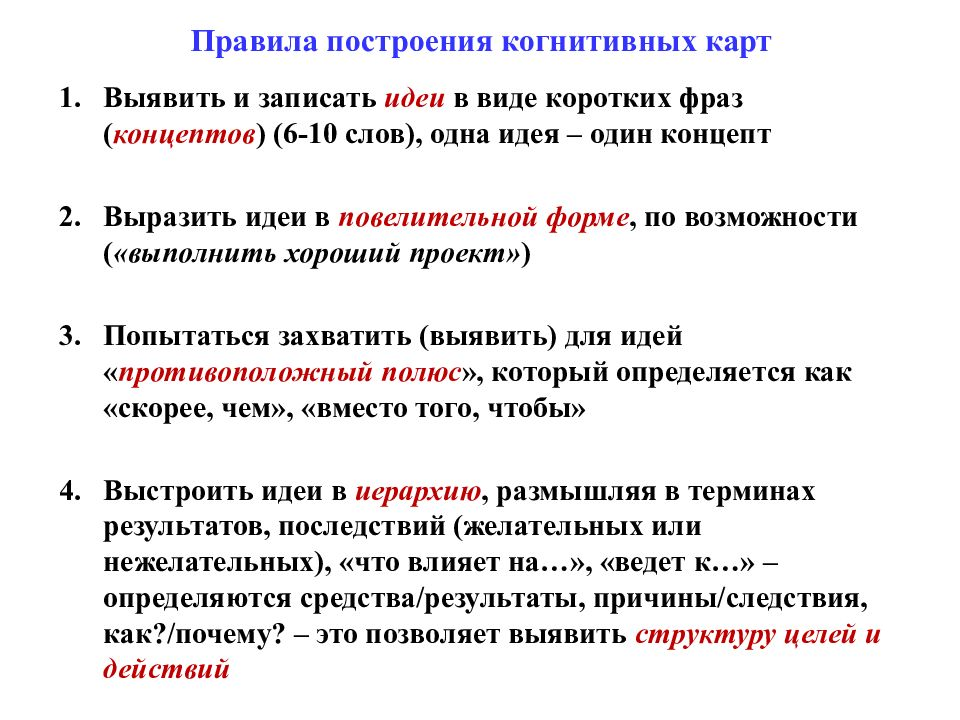 Правила построения когнитивных карт
1. Выявить и записать идеи в виде коротких фраз
(концептов) (6-10 слов), одна идея – один концепт
2. Выразить идеи в повелительной форме, по возможности
(«выполнить хороший проект»)
3. Попытаться захватить (выявить) для идей
«противоположный полюс», который определяется как
«скорее, чем», «вместо того, чтобы»
4. Выстроить идеи в иерархию, размышляя в терминах
результатов, последствий (желательных или
нежелательных), «что влияет на…», «ведет к…» –
определяются средства/результаты, причины/следствия,
как?/почему? – это позволяет выявить структуру целей и
действий